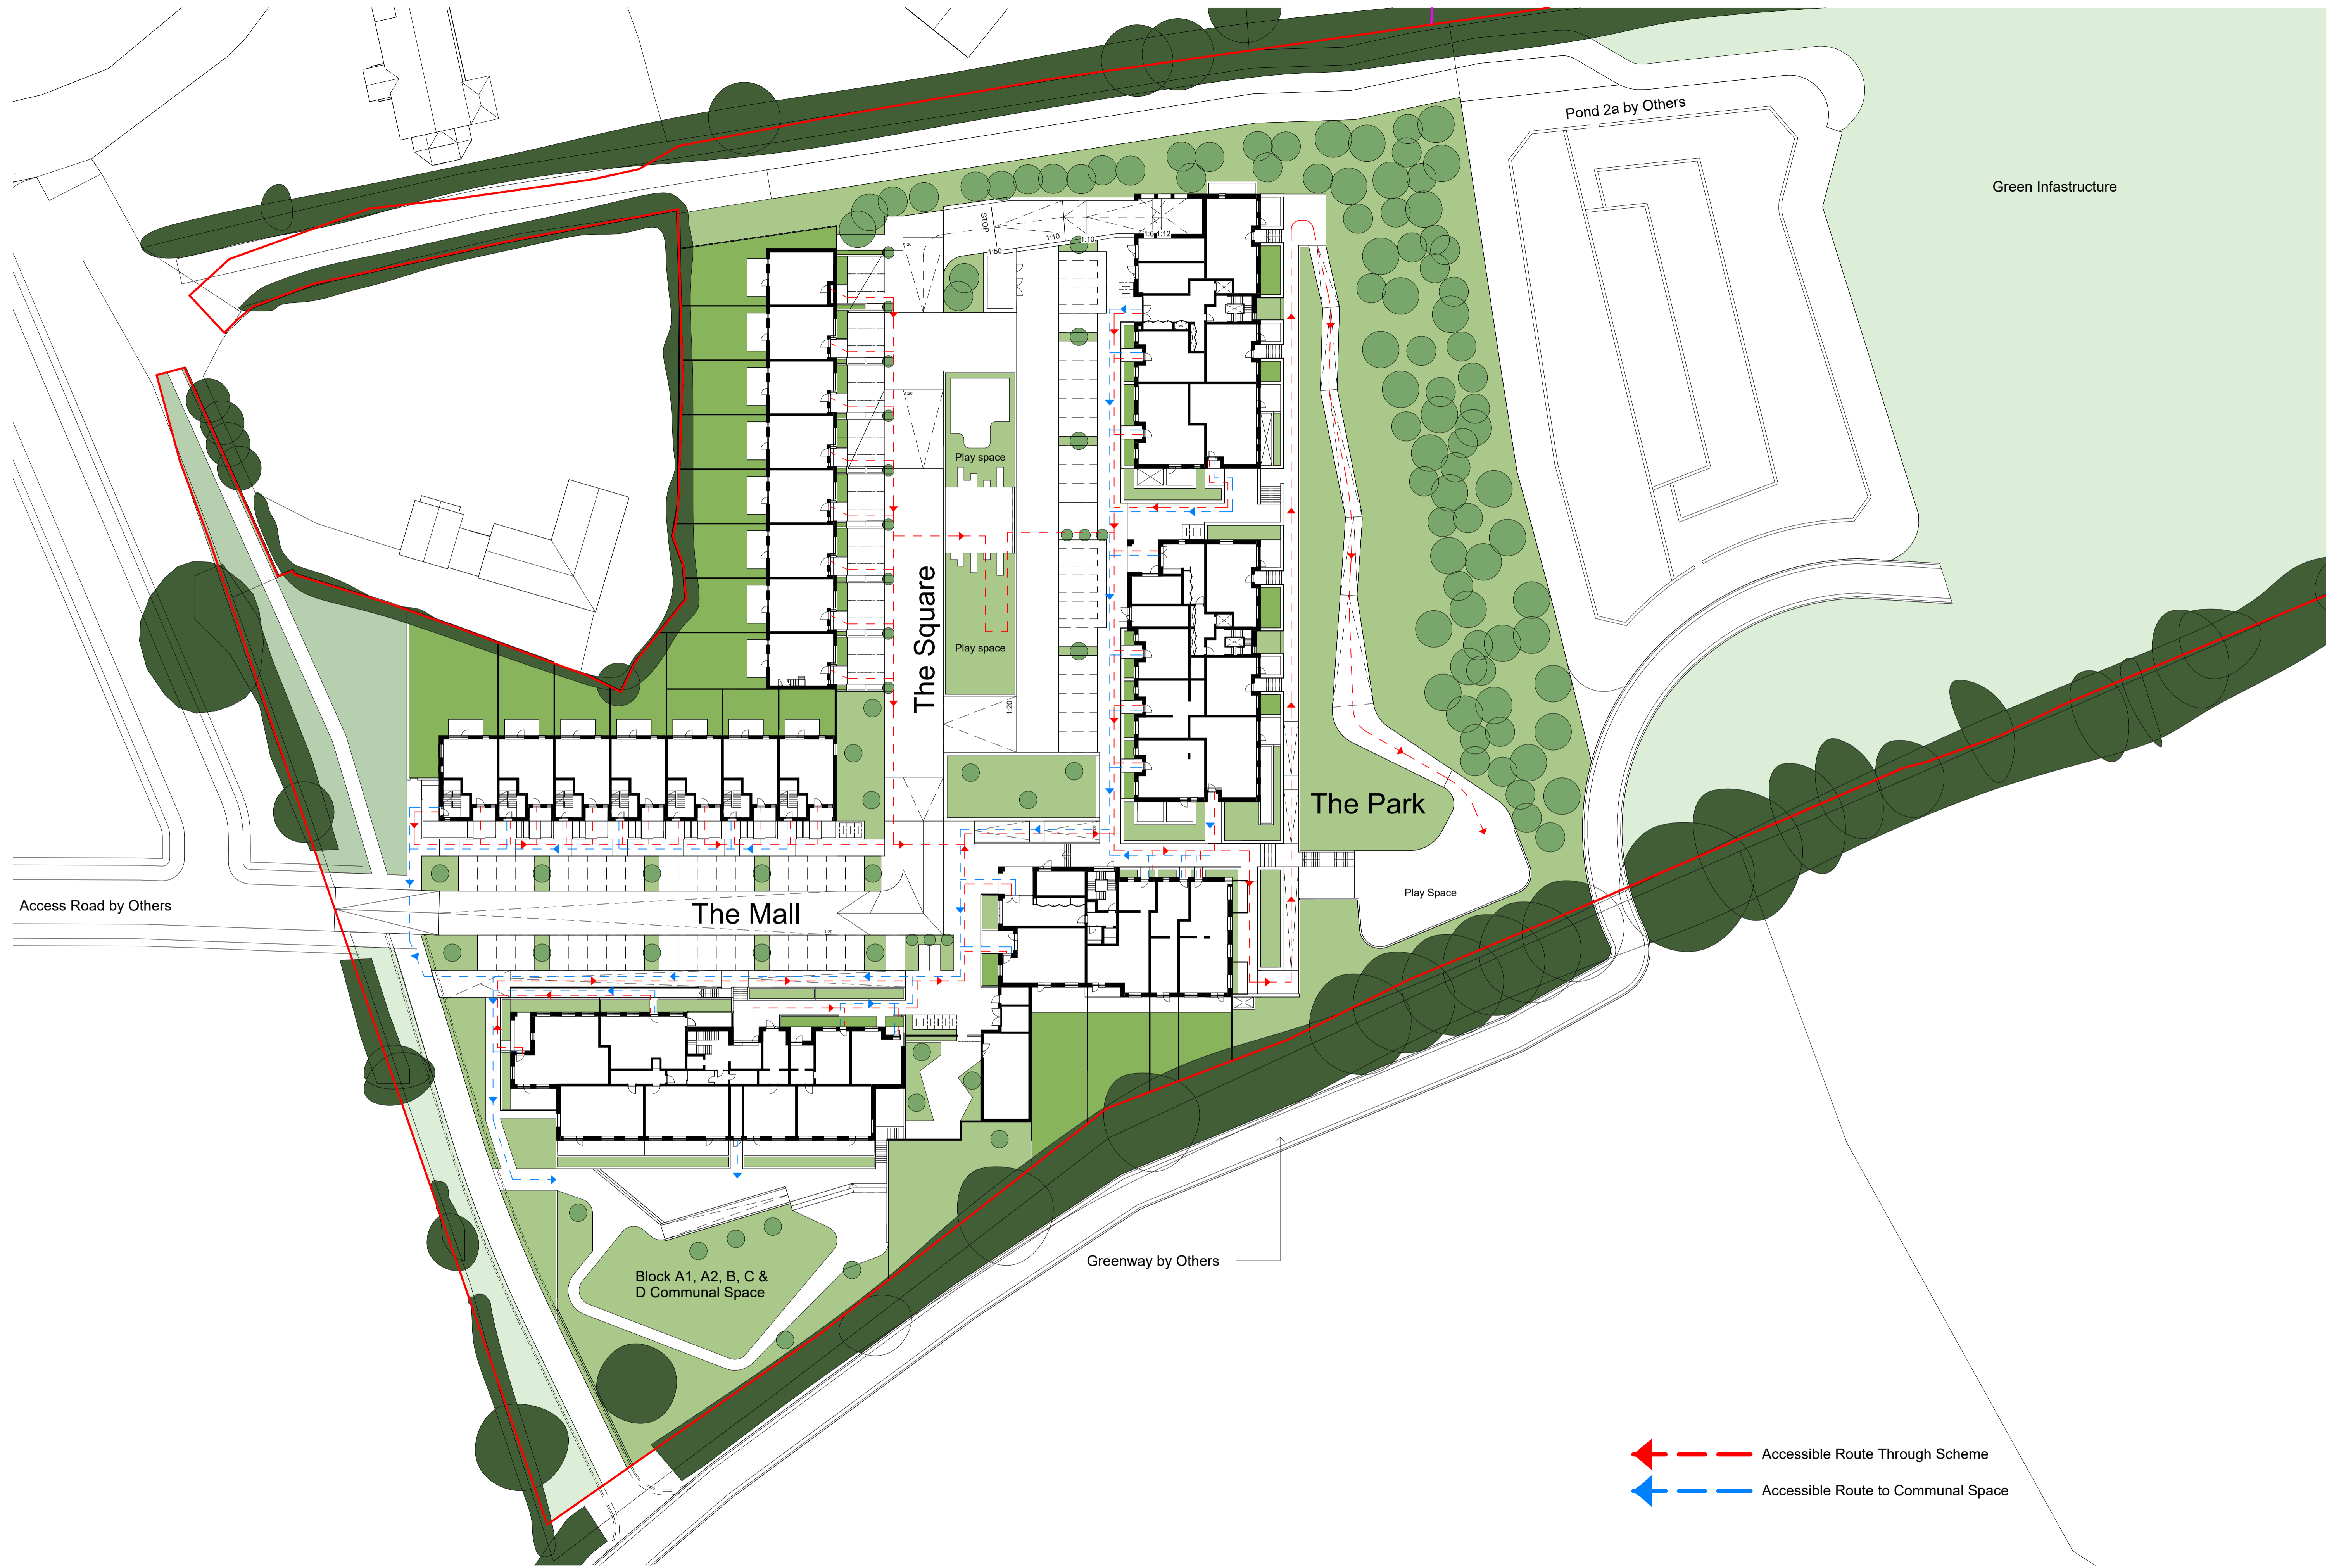 Pond 2a by Others
Green Infastructure
STOP
1:10
1:10
1:6
1:12
1:50
1:20
1:20
Play space
The Square
Play space
1:20
The Park
Play Space
Access Road by Others
The Mall
1:20
Greenway by Others
Block A1, A2, B, C &
D Communal Space
Accessible Route Through Scheme
Accessible Route to Communal Space